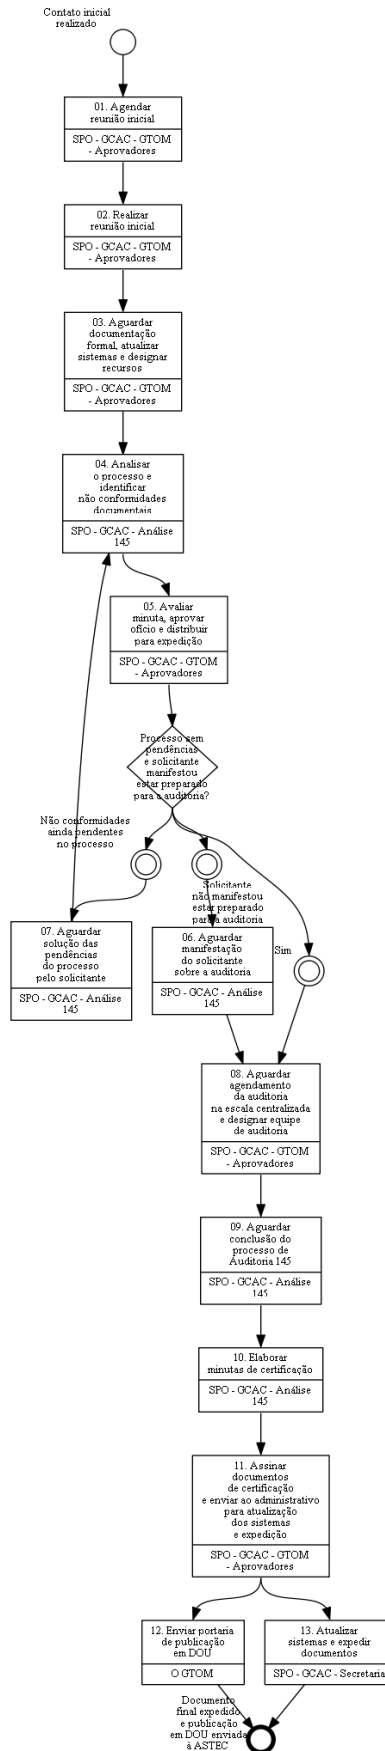 Contato inicial
realizado
01. Agendar
reunião inicial
SPO - GCAC - GTOM
- Aprovadores
02. Realizar
reunião inicial
SPO - GCAC - GTOM
- Aprovadores
03. Aguardar
documentação
formal, atualizar
sistemas e designar
recursos
SPO - GCAC - GTOM
- Aprovadores
04. Analisar
o processo e
identificar
não conformidades
documentais
SPO - GCAC - Análise
145
05. Avaliar
minuta, aprovar
ofício e distribuir
para expedição
SPO - GCAC - GTOM
- Aprovadores
Processo sem
pendências
e solicitante
manifestou
estar preparado
para a auditoria?
Não conformidades
ainda pendentes
no processo
Solicitante
não manifestou
estar preparado
para a auditoria
Sim
07. Aguardar
solução das
pendências
do processo
pelo solicitante
SPO - GCAC - Análise
145
06. Aguardar
manifestação
do solicitante
sobre a auditoria
SPO - GCAC - Análise
145
08. Aguardar
agendamento
da auditoria
na escala centralizada
e designar equipe
de auditoria
SPO - GCAC - GTOM
- Aprovadores
09. Aguardar
conclusão do
processo de
Auditoria 145
SPO - GCAC - Análise
145
10. Elaborar
minutas de certificação
SPO - GCAC - Análise
145
11. Assinar
documentos
de certificação
e enviar ao administrativo
para atualização
dos sistemas
e expedição
SPO - GCAC - GTOM
- Aprovadores
12. Enviar portaria
de publicação
em DOU
O GTOM
13. Atualizar
sistemas e expedir
documentos
SPO - GCAC - Secretaria
Documento
final expedido
e publicação
em DOU enviada
à ASTEC